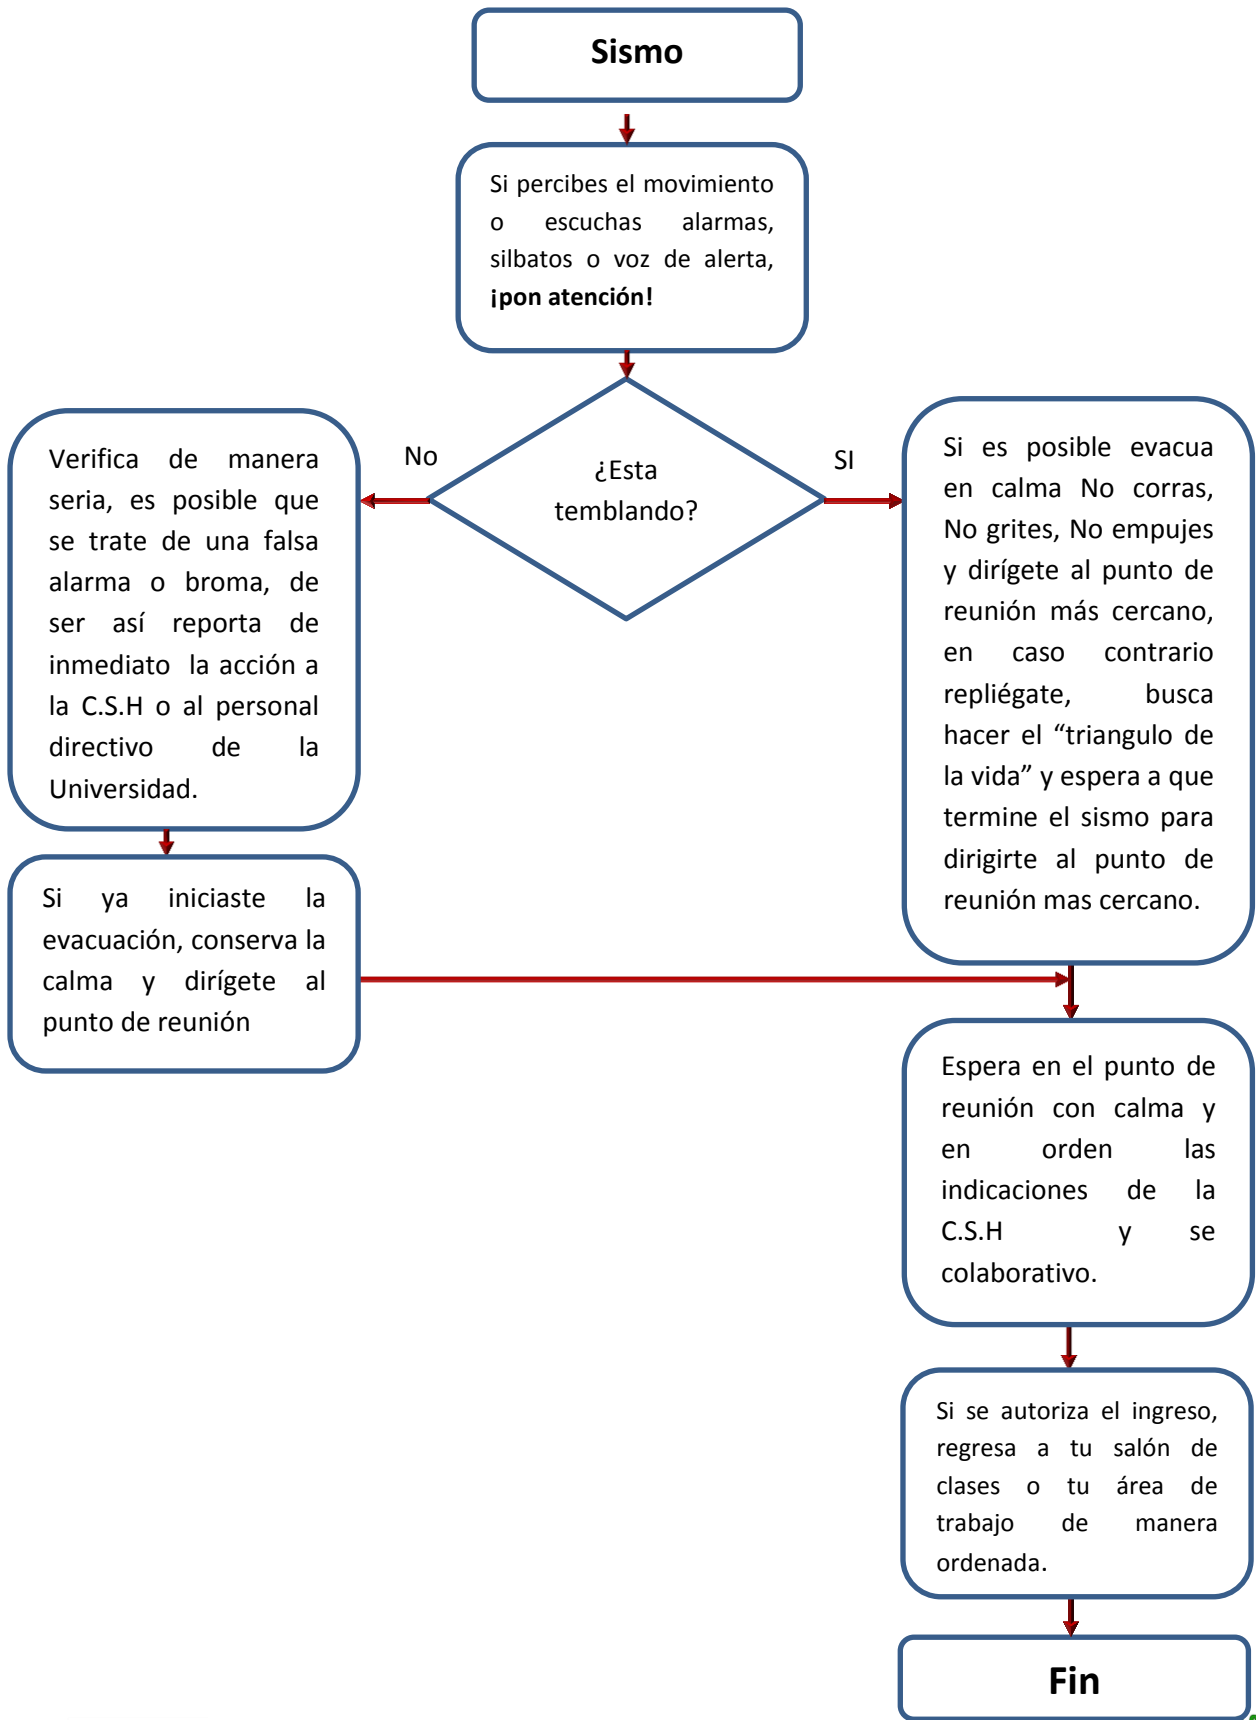 Sismo
Si percibes el movimiento
o escuchas alarmas,
silbatos o voz de alerta,
¡pon atención!
¿Esta
temblando?
No
SI
Verifica de manera
seria, es posible que
se trate de una falsa
alarma o broma, de
ser así reporta de
inmediato la acción a
la C.S.H o al personal
directivo de la
Universidad.
Si ya iniciaste la
evacuación, conserva la
calma y dirígete al
punto de reunión
Si es posible evacua
en calma No corras,
No grites, No empujes
y dirígete al punto de
reunión más cercano,
en caso contrario
repliégate, busca
hacer el “triangulo de
la vida” y espera a que
termine el sismo para
dirigirte al punto de
reunión mas cercano.
Espera en el punto de
reunión con calma y
en orden las
indicaciones de la
C.S.H y se
colaborativo.
Si se autoriza el ingreso,
regresa a tu salón de
clases o tu área de
trabajo de manera
ordenada.
Fin